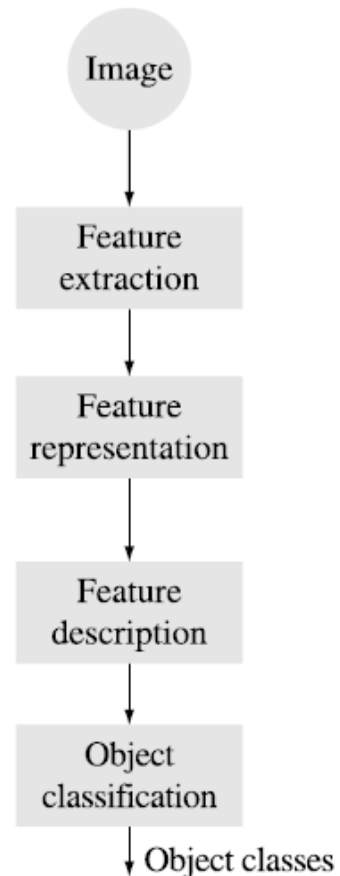 Image
Feature
extraction
Feature
representation
Feature
description
Object
classification
Object classes